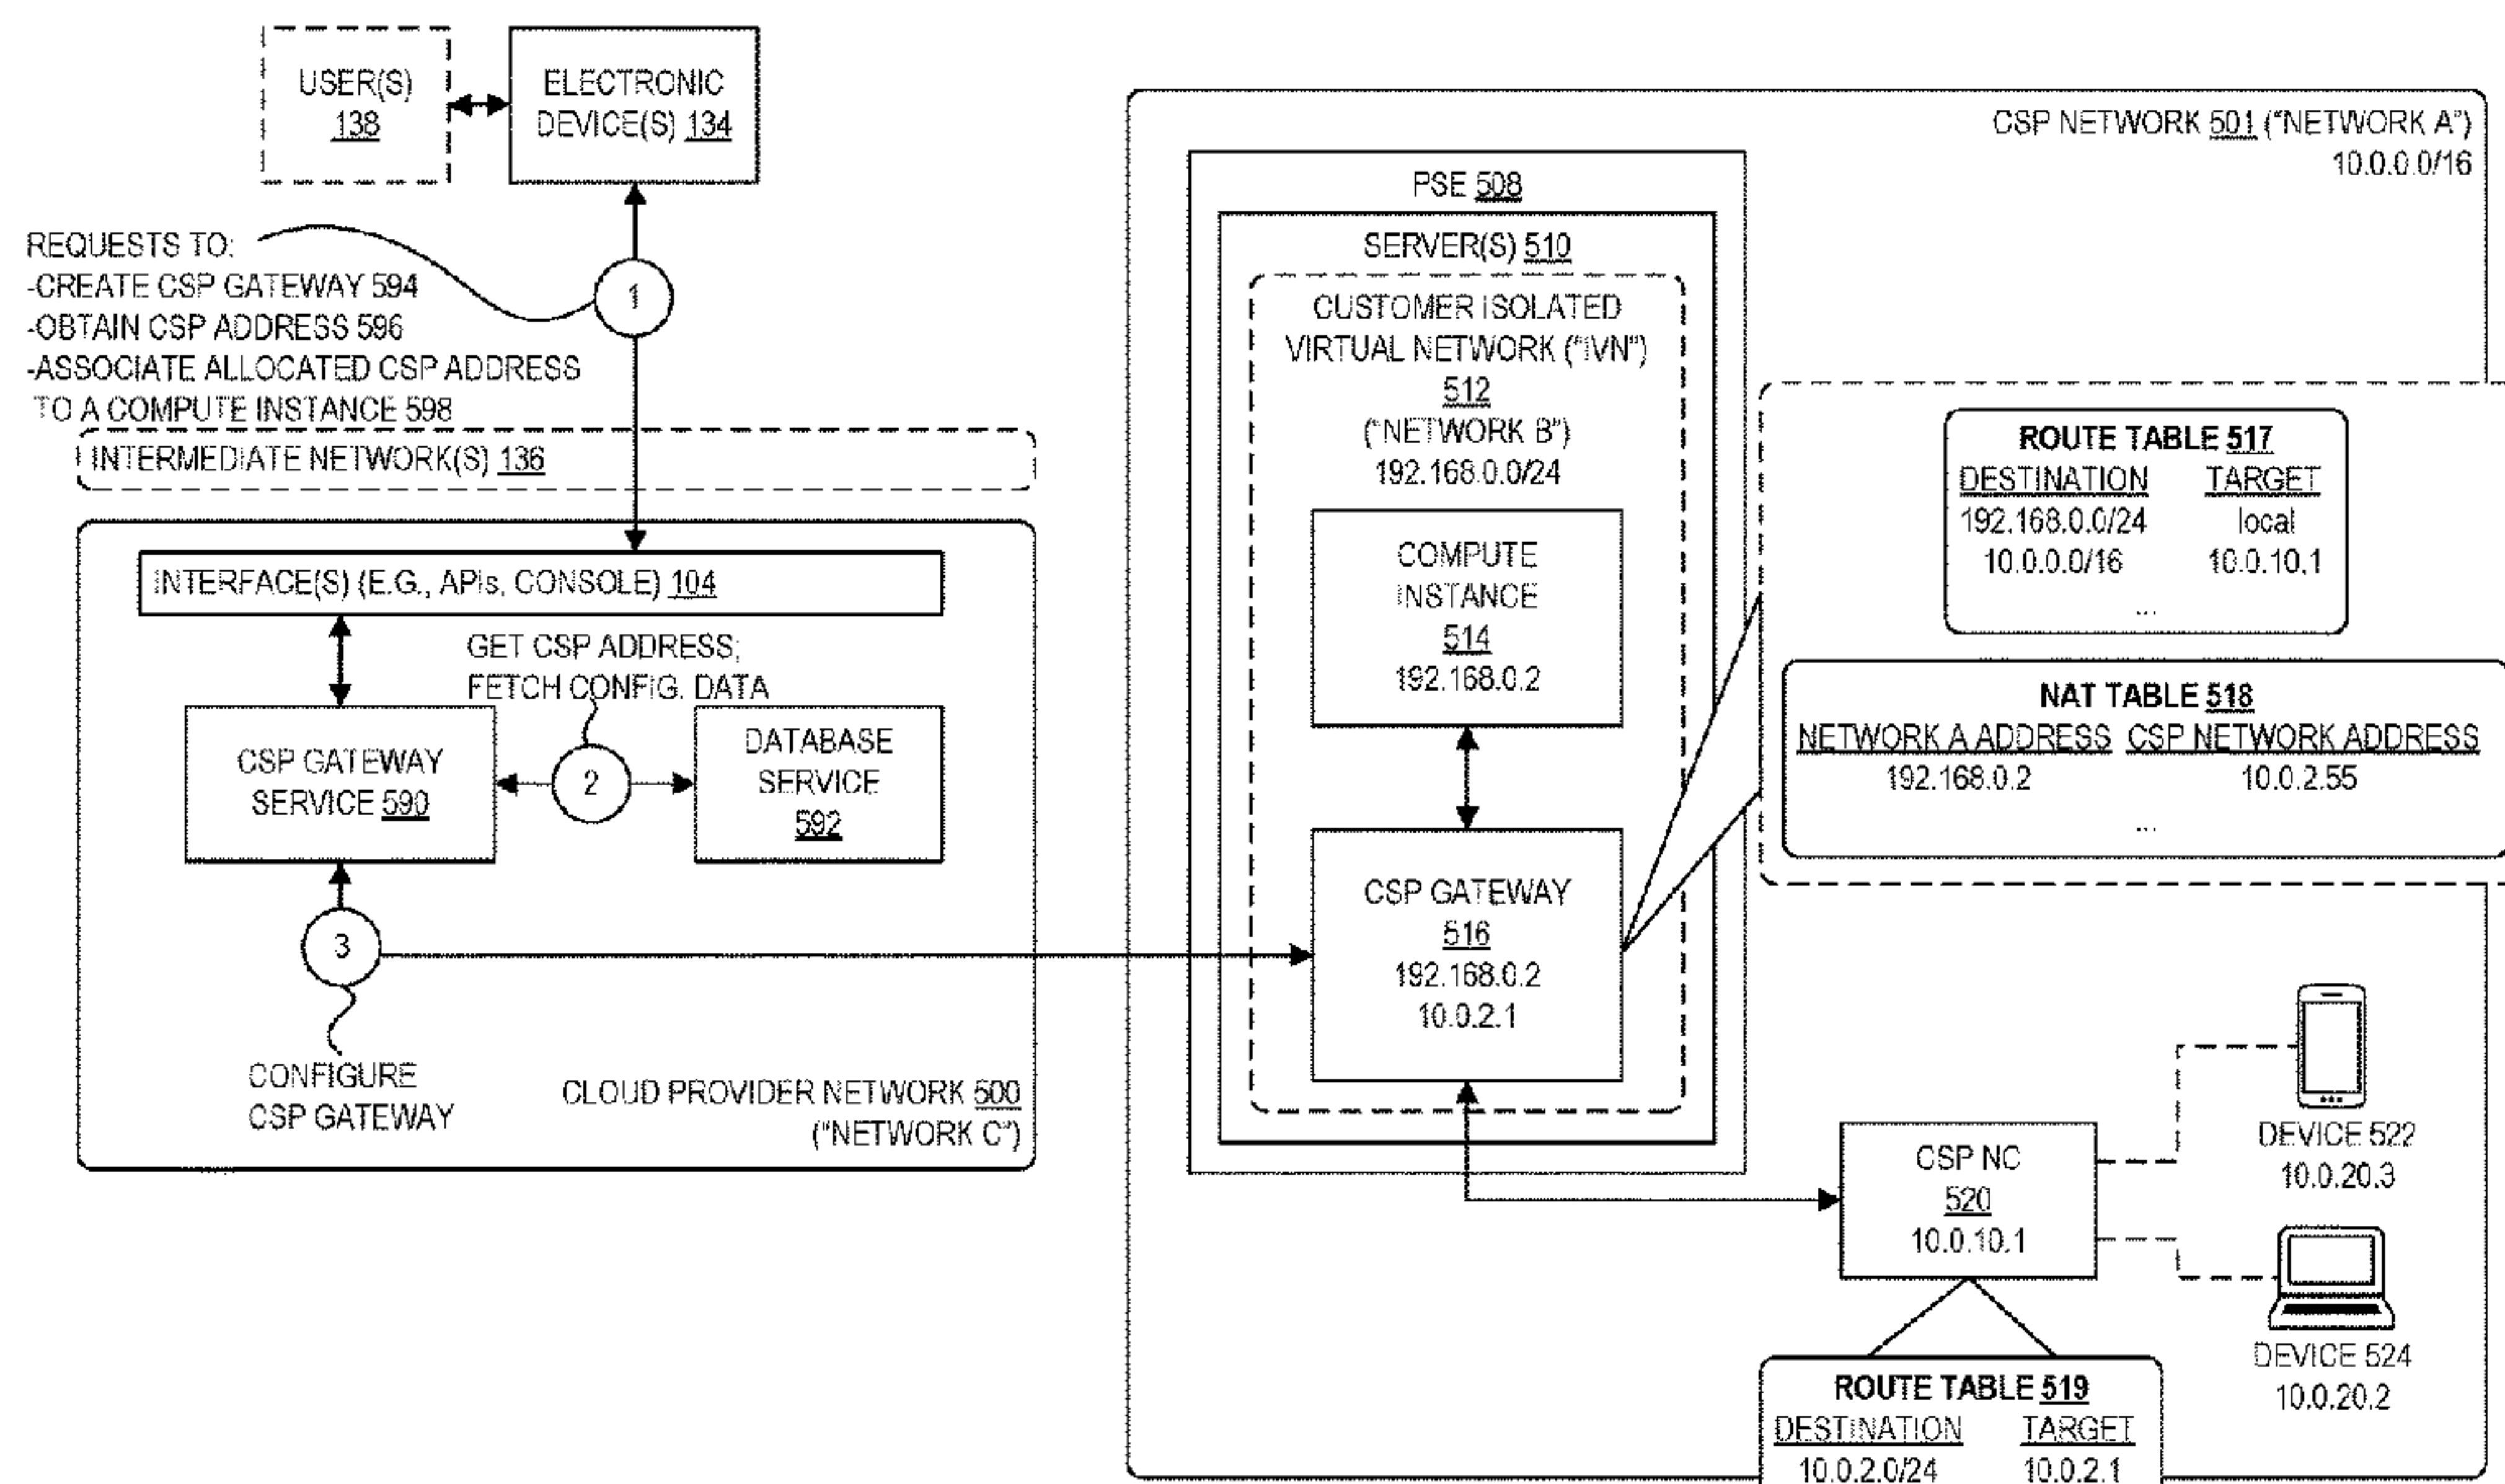 USER(S)
138
ELECTRONIC
DEVICE(S) 134
REQUESTS TO:
-CREATE CSP GATEWAY 594
-OBTAIN CSP ADDRESS 596
-ASSOCIATE ALLOCATED CSP ADDRESS
TO A COMPUTE INSTANCE 598
1
INTERMEDIATE NETWORK(S) 136
INTERFACE(S) (E.G., APIs, CONSOLE) 104
GET CSP ADDRESS;
FETCH CONFIG. DATA
CSP GATEWAY
SERVICE 590
2
DATABASE
SERVICE
592
3
CONFIGURE
CSP GATEWAY
CLOUD PROVIDER NETWORK 500
("NETWORK C")
CSP NETWORK 501 ("NETWORK A")
10.0.0.0/16
PSE 508
SERVER(S) 510
CUSTOMER ISOLATED
VIRTUAL NETWORK ("IVN")
512
("NETWORK B")
192.168.0.0/24
COMPUTE
INSTANCE
514
192.168.0.2
CSP GATEWAY
516
192.168.0.2
10.0.2.1
ROUTE TABLE 517
DESTINATION TARGET
192.168.0.0/24 local
10.0.0.0/16 10.0.10.1
...
NAT TABLE 518
NETWORK A ADDRESS CSP NETWORK ADDRESS
192.168.0.2 10.0.2.55
...
CSP NC
520
10.0.10.1
DEVICE 522
10.0.20.3
DEVICE 524
10.0.20.2
ROUTE TABLE 519
DESTINATION TARGET
10.0.2.0/24 10.0.2.1